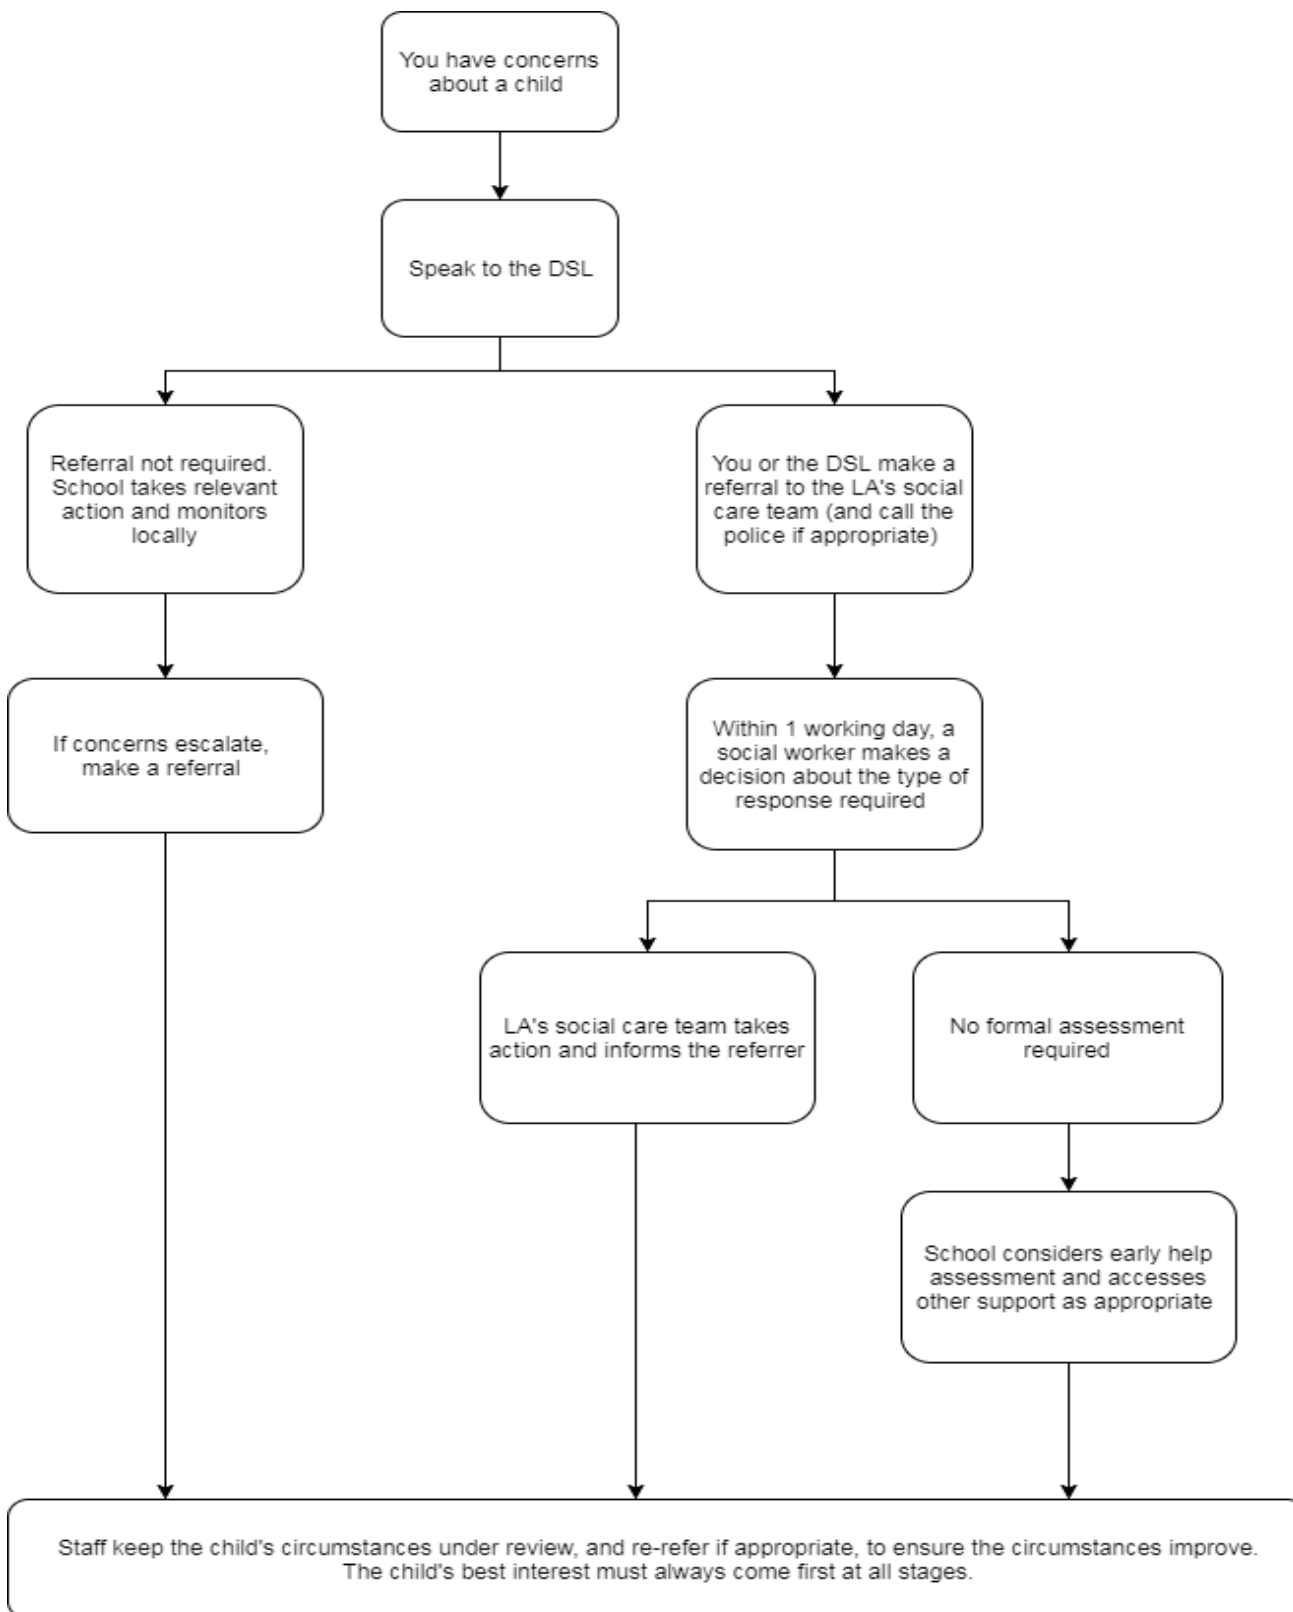 You have concerns
about a child
Speak to the DSL
Referral not required.
School takes relevant
action and monitors
locally
You or the DSL make a
referral to the LA's social
care team (and call the
police if appropriate)
If concerns escalate,
make a referral
Within 1 working day, a
social worker makes a
decision about the type of
response required
LA's social care team takes
action and informs the referrer
No formal assessment
required
School considers early help
assessment and accesses
other support as appropriate
Staff keep the child's circumstances under review, and re-refer if appropriate, to ensure the circumstances improve.
The child's best interest must always come first at all stages.